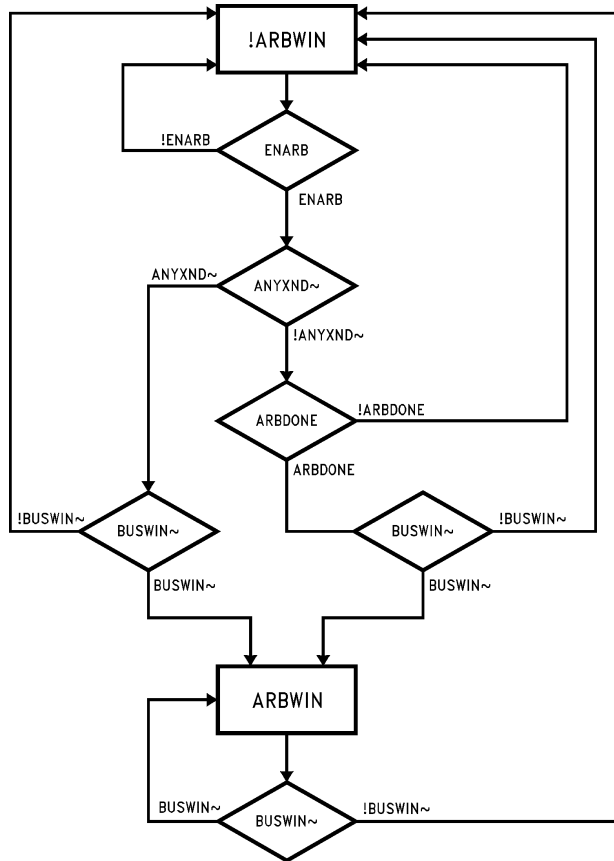 !ARBWIN
!ENARB
ENARB
ENARB
ANYXND~
ANYXND~
!ANYXND~
ARBDONE
!ARBDONE
ARBDONE
!BUSWIN~
BUSWIN~
BUSWIN~
!BUSWIN~
BUSWIN~
BUSWIN~
ARBWIN
BUSWIN~
BUSWIN~
!BUSWIN~